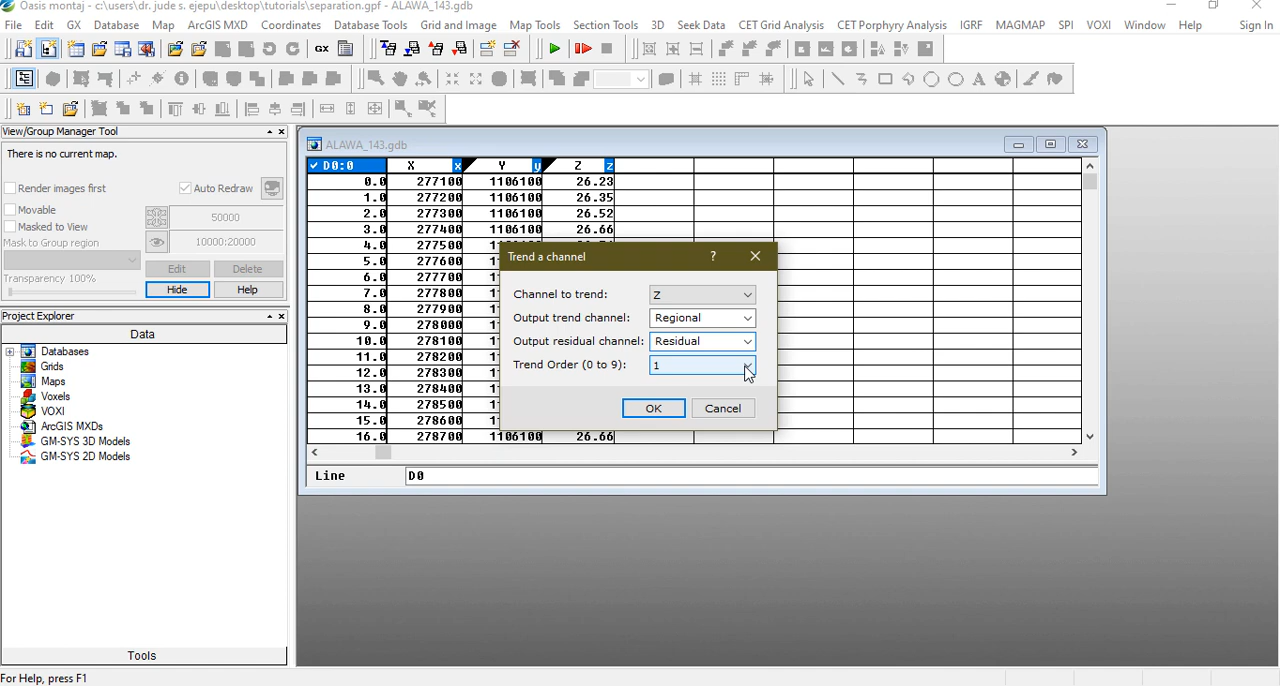 Oasis montaj - c:\users\dr. jude s. ejepu\desktop\tutorials\separation.gpf - ALAWA_143.gdb
File Edit GX Database Map ArcGIS MXD Coordinates Database Tools Grid and Image Map Tools Section Tools 3D Seek Data CET Grid Analysis CET Porphyry Analysis IGRF MAGMAP SPI VOXI Window Help Sign In
GX
View/Group Manager Tool
There is no current map.
Render images first Auto Redraw
Movable 50000
Masked to View
Mask to Group region 10000:20000
Transparency 100% Edit Delete
Hide Help
Project Explorer
Data
Databases
Grids
Maps
Voxels
VOXI
ArcGIS MXDs
GM-SYS 3D Models
GM-SYS 2D Models
Tools
ALAWA_143.gdb
D0:0 X x Y y Z z
0.0 277100 1106100 26.23
1.0 277200 1106100 26.35
2.0 277300 1106100 26.52
3.0 277400 1106100 26.66
4.0 277500
5.0 277600
6.0 277700
7.0 277800
8.0 277900
9.0 278000
10.0 278100
11.0 278200
12.0 278300
13.0 278400
14.0 278500
15.0 278600
16.0 278700 1106100 26.66
Line D0
Trend a channel ?
Channel to trend: Z
Output trend channel: Regional
Output residual channel: Residual
Trend Order (0 to 9): 1
OK Cancel
For Help, press F1